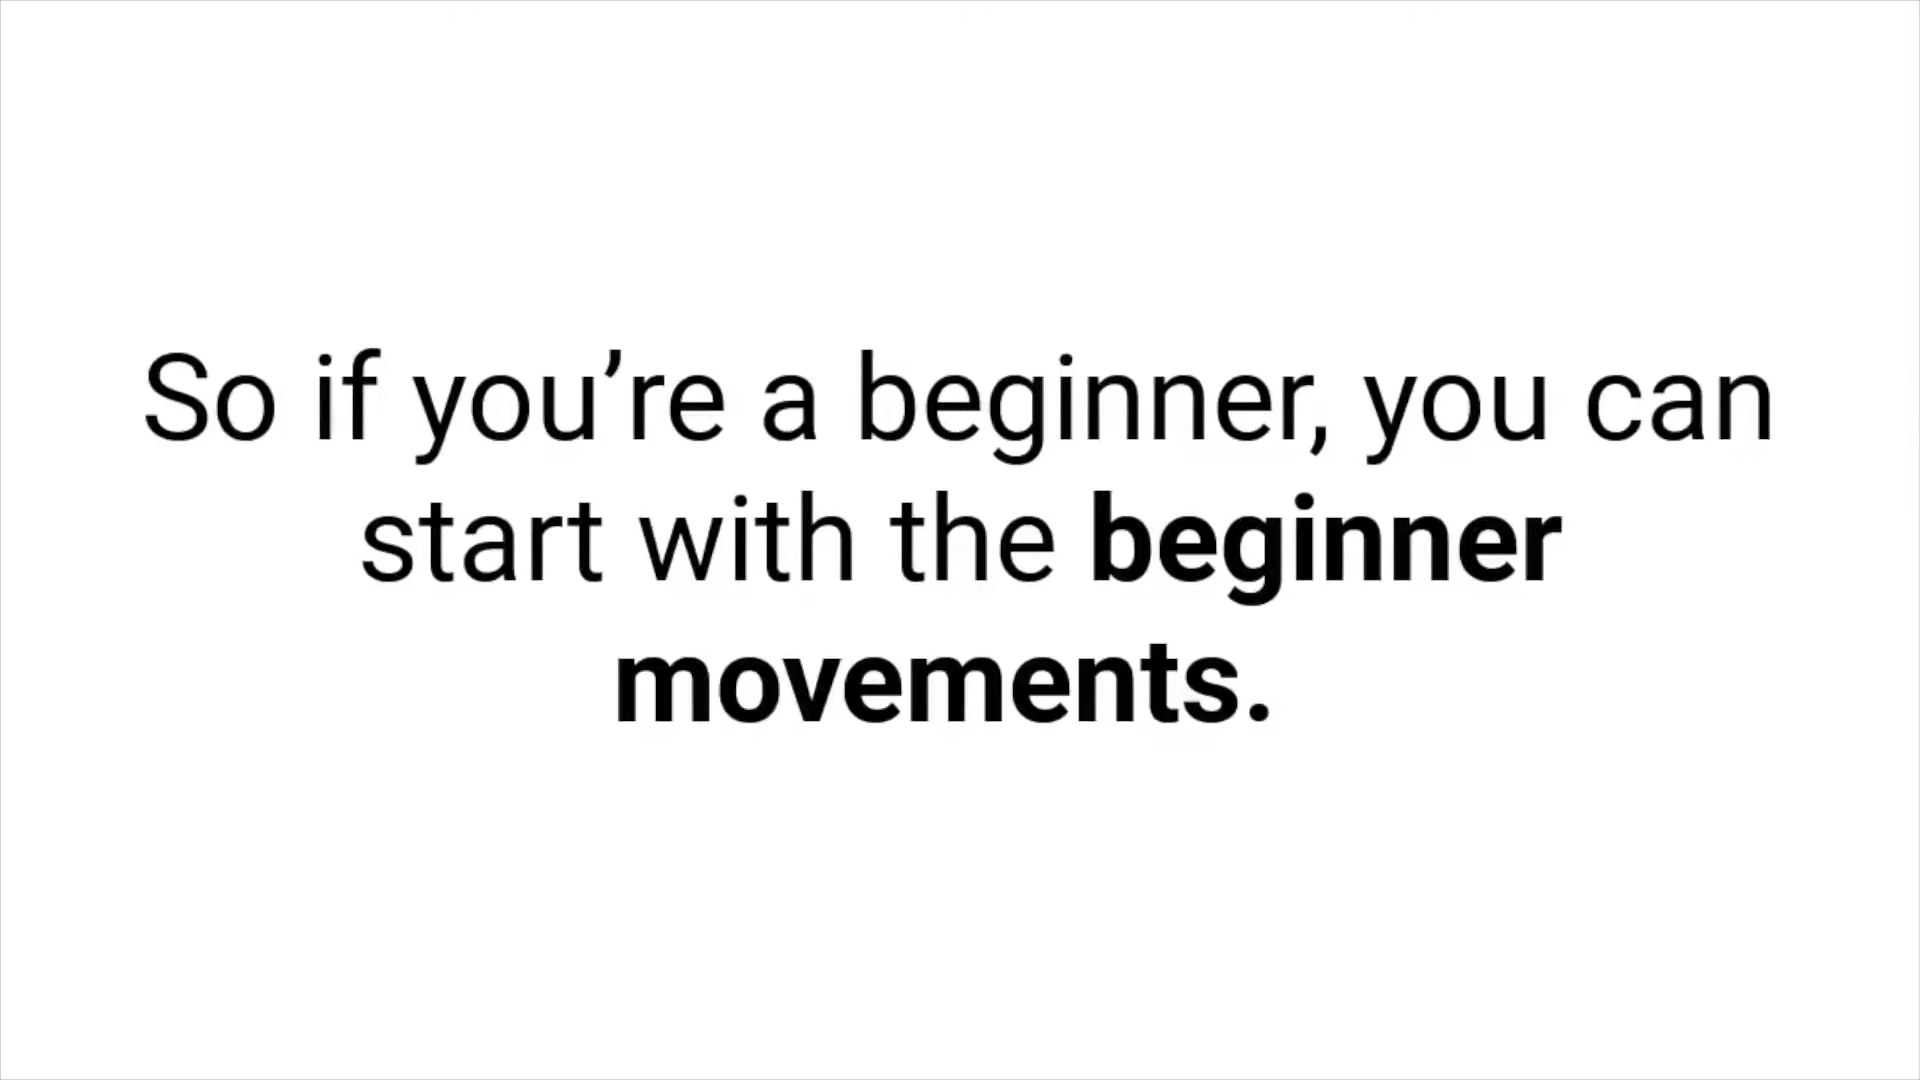 So if you’re a beginner, you can
start with the beginner
movements.